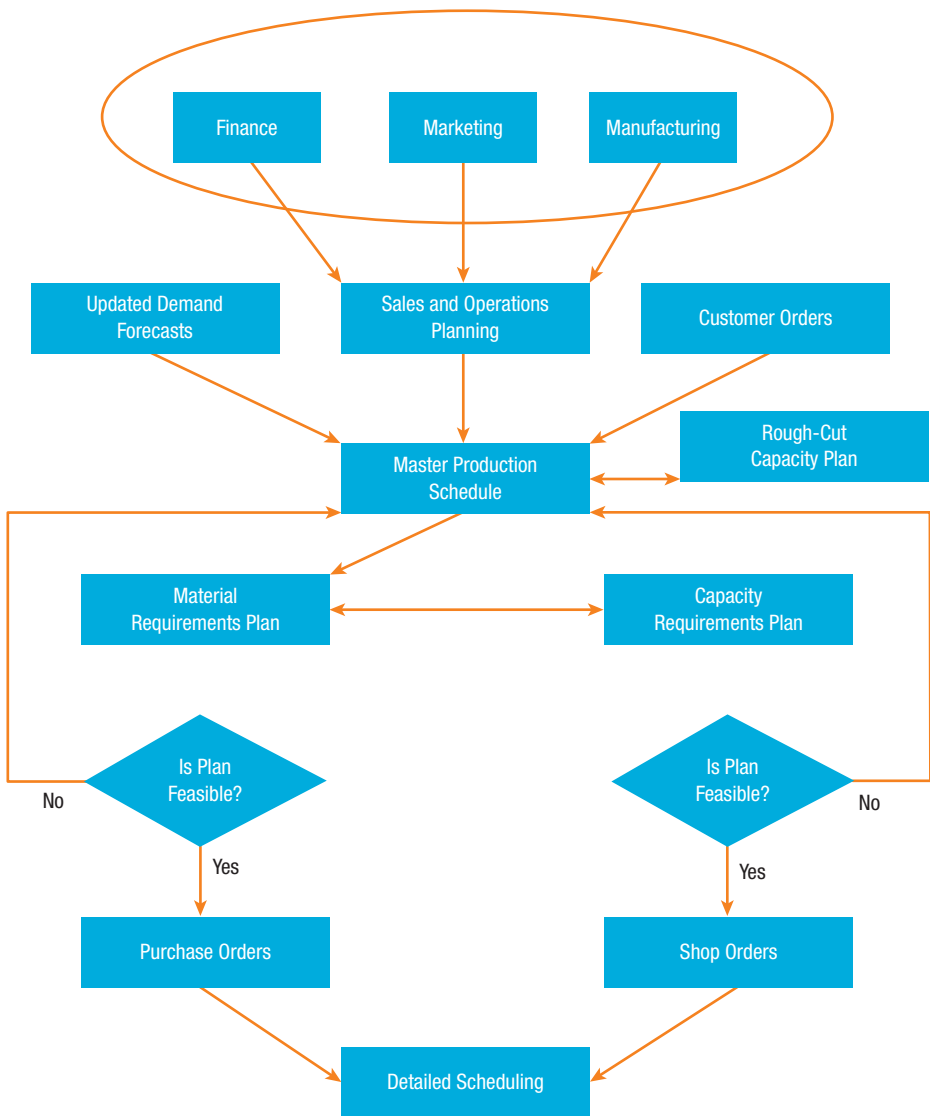 Finance
Marketing
Manufacturing
Updated Demand
Forecasts
Sales and Operations
Planning
Customer Orders
Master Production
Schedule
Rough-Cut
Capacity Plan
Material
Requirements Plan
Capacity
Requirements Plan
Is Plan
Feasible?
No
Yes
Is Plan
Feasible?
No
Yes
Purchase Orders
Shop Orders
Detailed Scheduling